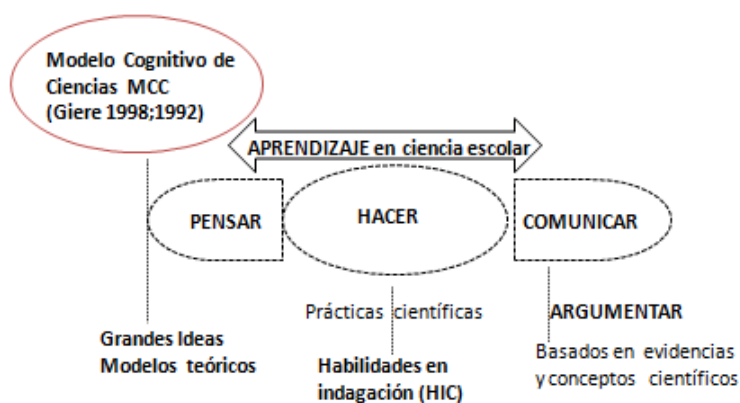 Modelo Cognitivo de
Ciencias MCC
(Giere 1998;1992)
APRENDIZAJE en ciencia escolar
PENSAR
HACER
COMUNICAR
Grandes Ideas
Modelos teóricos
Prácticas científicas
Habilidades en
indagación (HIC)
ARGUMENTAR
Basados en evidencias
y conceptos científicos